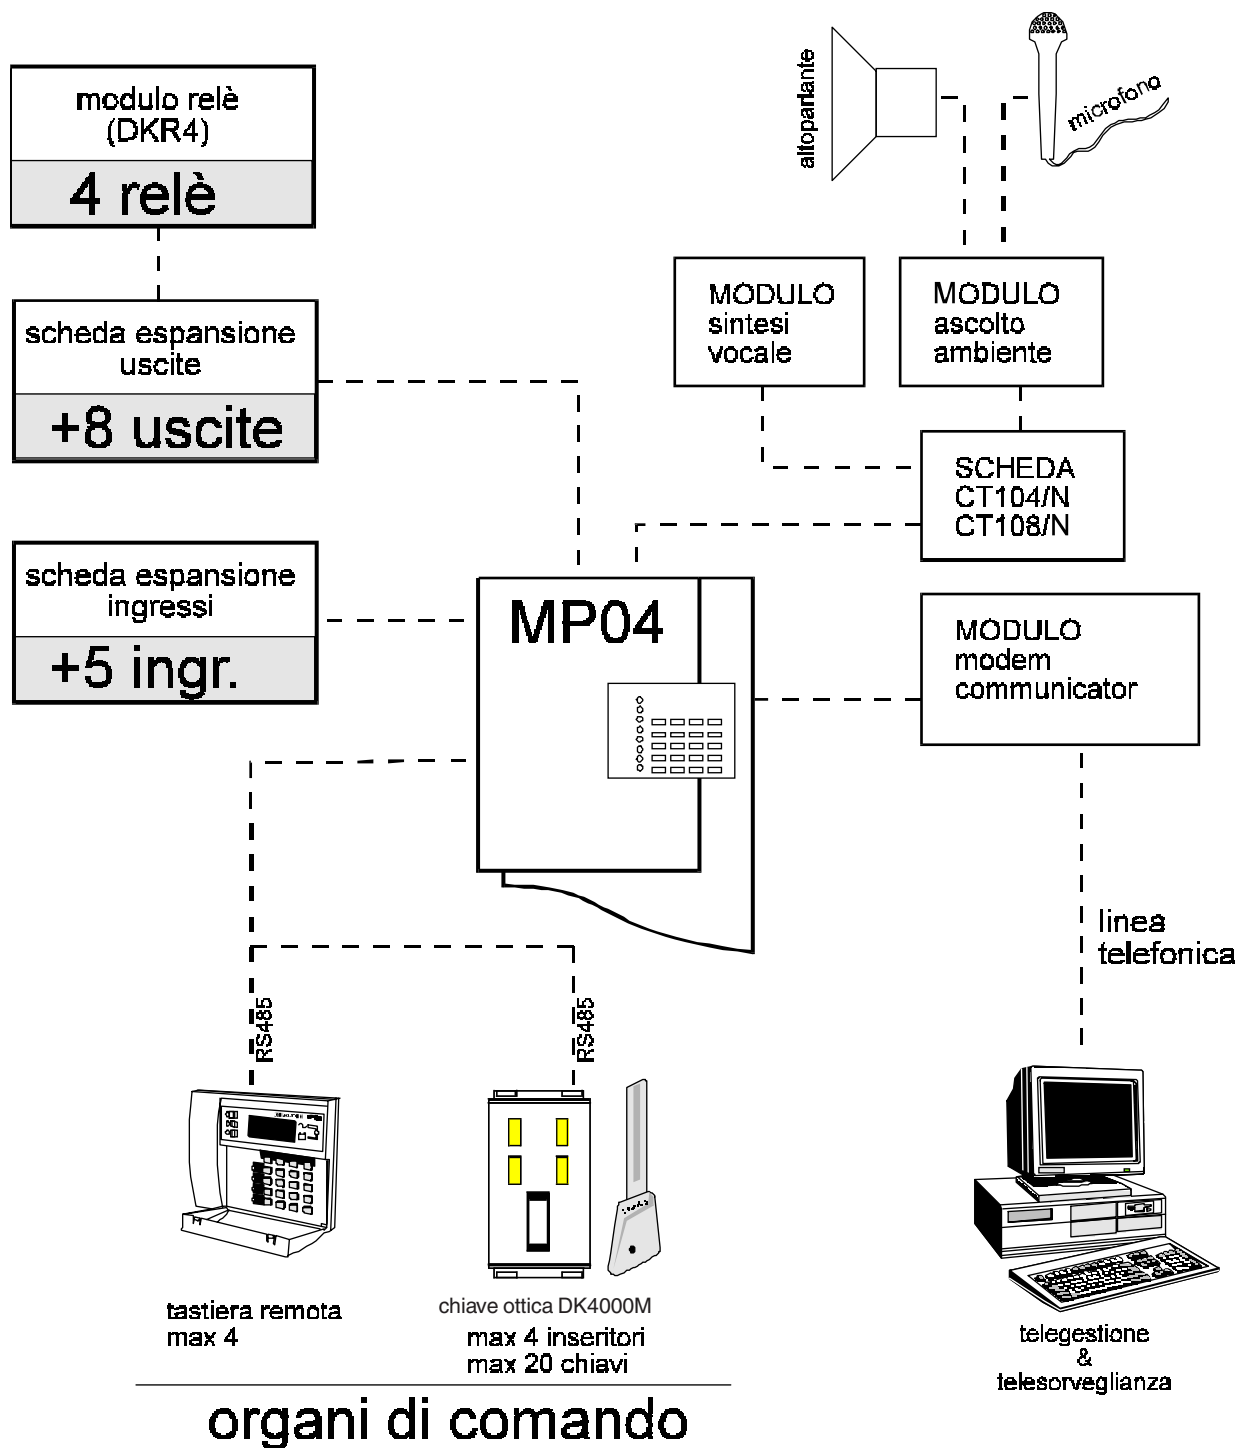 altoparlante
microfono
modulo relè
(DKR4)
4 relè
scheda espansione
uscite
+8 uscite
MODULO
sintesi
vocale
MODULO
ascolto
ambiente
SCHEDA
CT104/N
CT108/N
scheda espansione
ingressi
+5 ingr.
MP04
MODULO
modem
communicator
linea
telefonica
RS485
RS485
tastiera remota
max 4
chiave ottica DK4000M
max 4 inseritori
max 20 chiavi
organi di comando
telegestione
&
telesorveglianza